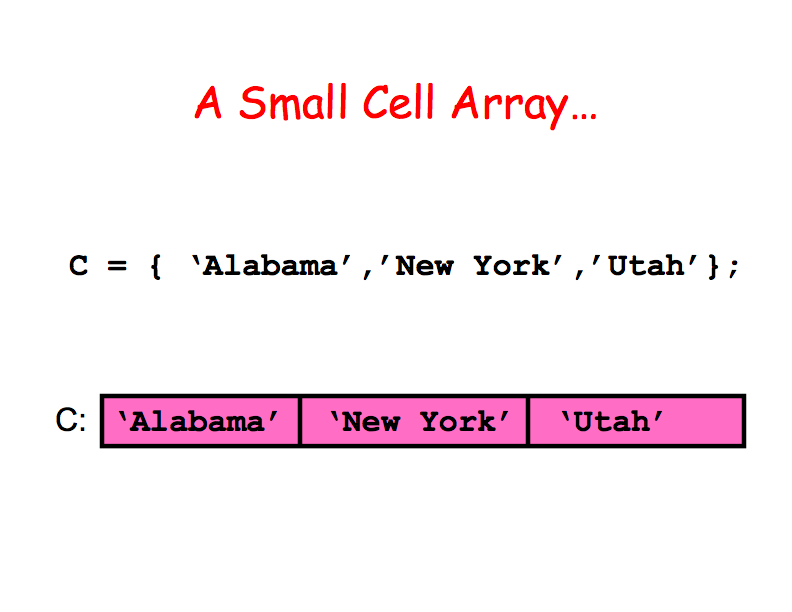 A Small Cell Array…
C = { ‘Alabama’,’New York’,’Utah’};
C: ‘Alabama’ ‘New York’ ‘Utah’